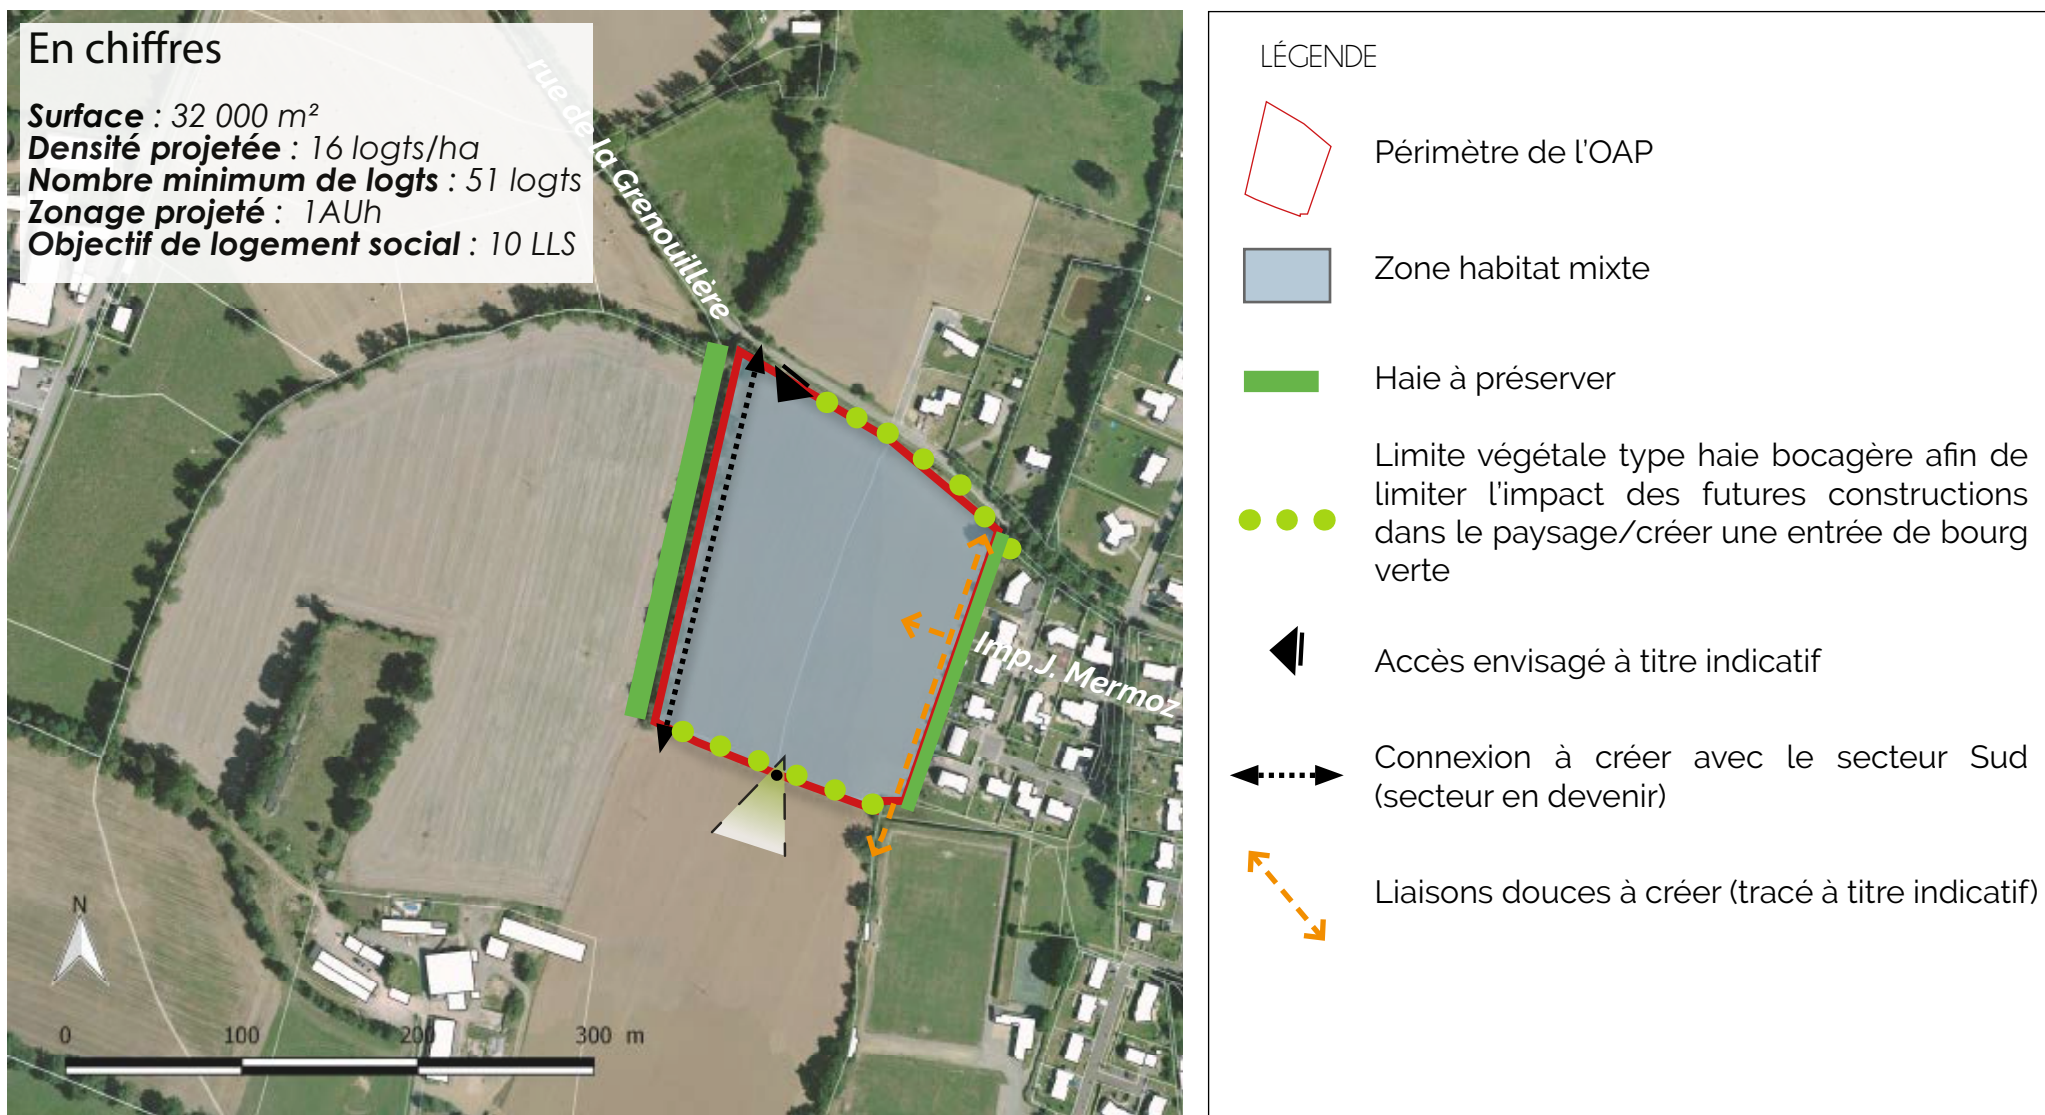 En chiffres
Surface : 32 000 m²
Densité projetée : 16 logts/ha
Nombre minimum de logts : 51 logts
Zonage projeté : 1AUh
Objectif de logement social : 10 LLS
rue de la Grenouillère
Imp.J. Mermoz
N
0 100 200 300 m
LÉGENDE
Périmètre de l'OAP
Zone habitat mixte
Haie à préserver
Limite végétale type haie bocagère afin de
limiter l'impact des futures constructions
dans le paysage/créer une entrée de bourg
verte
Accès envisagé à titre indicatif
Connexion à créer avec le secteur Sud
(secteur en devenir)
Liaisons douces à créer (tracé à titre indicatif)